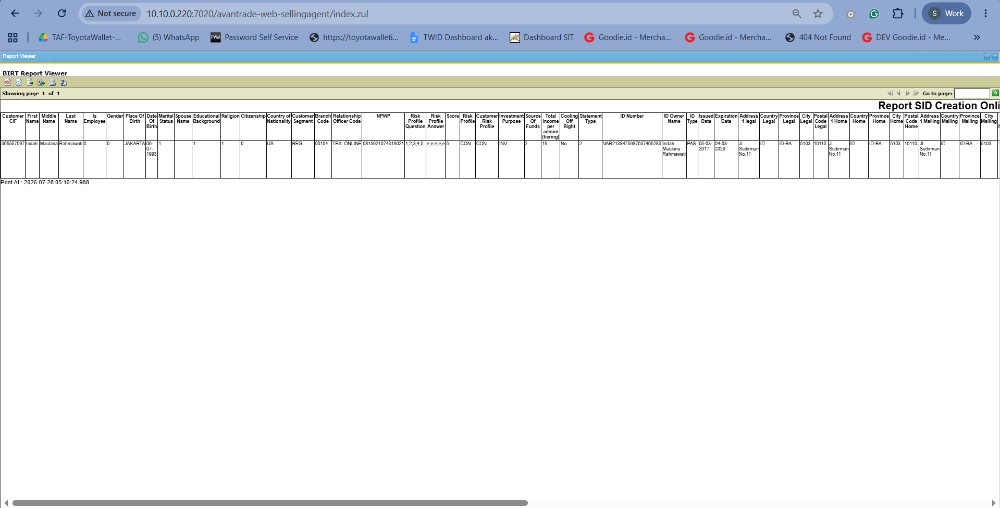 Not secure 10.10.0.220:7020/avantrade-web-sellingagent/index.zul S Work
TAF-ToyotaWallet-... (5) WhatsApp PWM Password Self Service https://toyotawalleti... TWID Dashboard ak... Dashboard SIT Goodie.id - Mercha... Goodie.id - Mercha... 404 Not Found DEV Goodie.id - Me... »
Report Viewer
BIRT Report Viewer
Showing page 1 of 1 Go to page:
Report SID Creation Onli
Customer CIF First Name Middle Name Last Name Is Employee Gender Place Of Birth Date Of Birth Marital Status Spouse Name Educational Background Religion Citizenship Country of Nationality Customer Segment Branch Code Relationship Officer Code NPWP Risk Profile Question Risk Profile Answer Score Risk Profile Customer Risk Profile Investment Purpose Source Of Funds Total Income per annum (tiering) Cooling Off Right Statement Type ID Number ID Owner Name ID Type Issued Date Expiration Date Address 1 legal Country Legal Province Legal City Legal Postal Code Legal Address 1 Home Country Home Province Home City Home Postal Code Home Address 1 Mailing Country Mailing Province Mailing City Mailing
365557097 Indah Maulana Rahmawati 0 0 JAKARTA 06-07-1993 1 1 1 0 US REG 00104 TRX_ONLINE 0815921074318021 1;2;3;4;5 e;e;e;e;e 5 CON CON INV 2 19 No 2 VAR2138475987637465283 Indah Maulana Rahmawati PAS 05-03-2017 04-03-2029 Jl. Sudirman No.11 ID ID-BA 5103 10110 Jl. Sudirman No.11 ID ID-BA 5103 10110 Jl. Sudirman No.11 ID ID-BA 5103
Print At : 2026-07-28 05:16:24.988